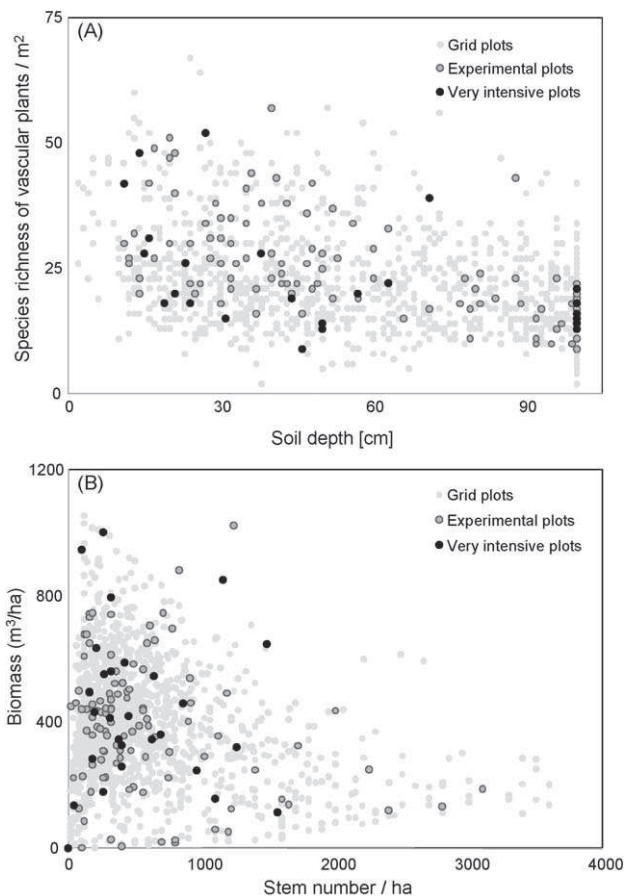 (A)
75
50
25
0
Species richness of vascular plants / m²
Grid plots
Experimental plots
Very intensive plots
0 30 60 90
Soil depth [cm]
(B)
1200
800
400
0
Biomass (m³/ha)
Grid plots
Experimental plots
Very intensive plots
0 1000 2000 3000 4000
Stem number / ha